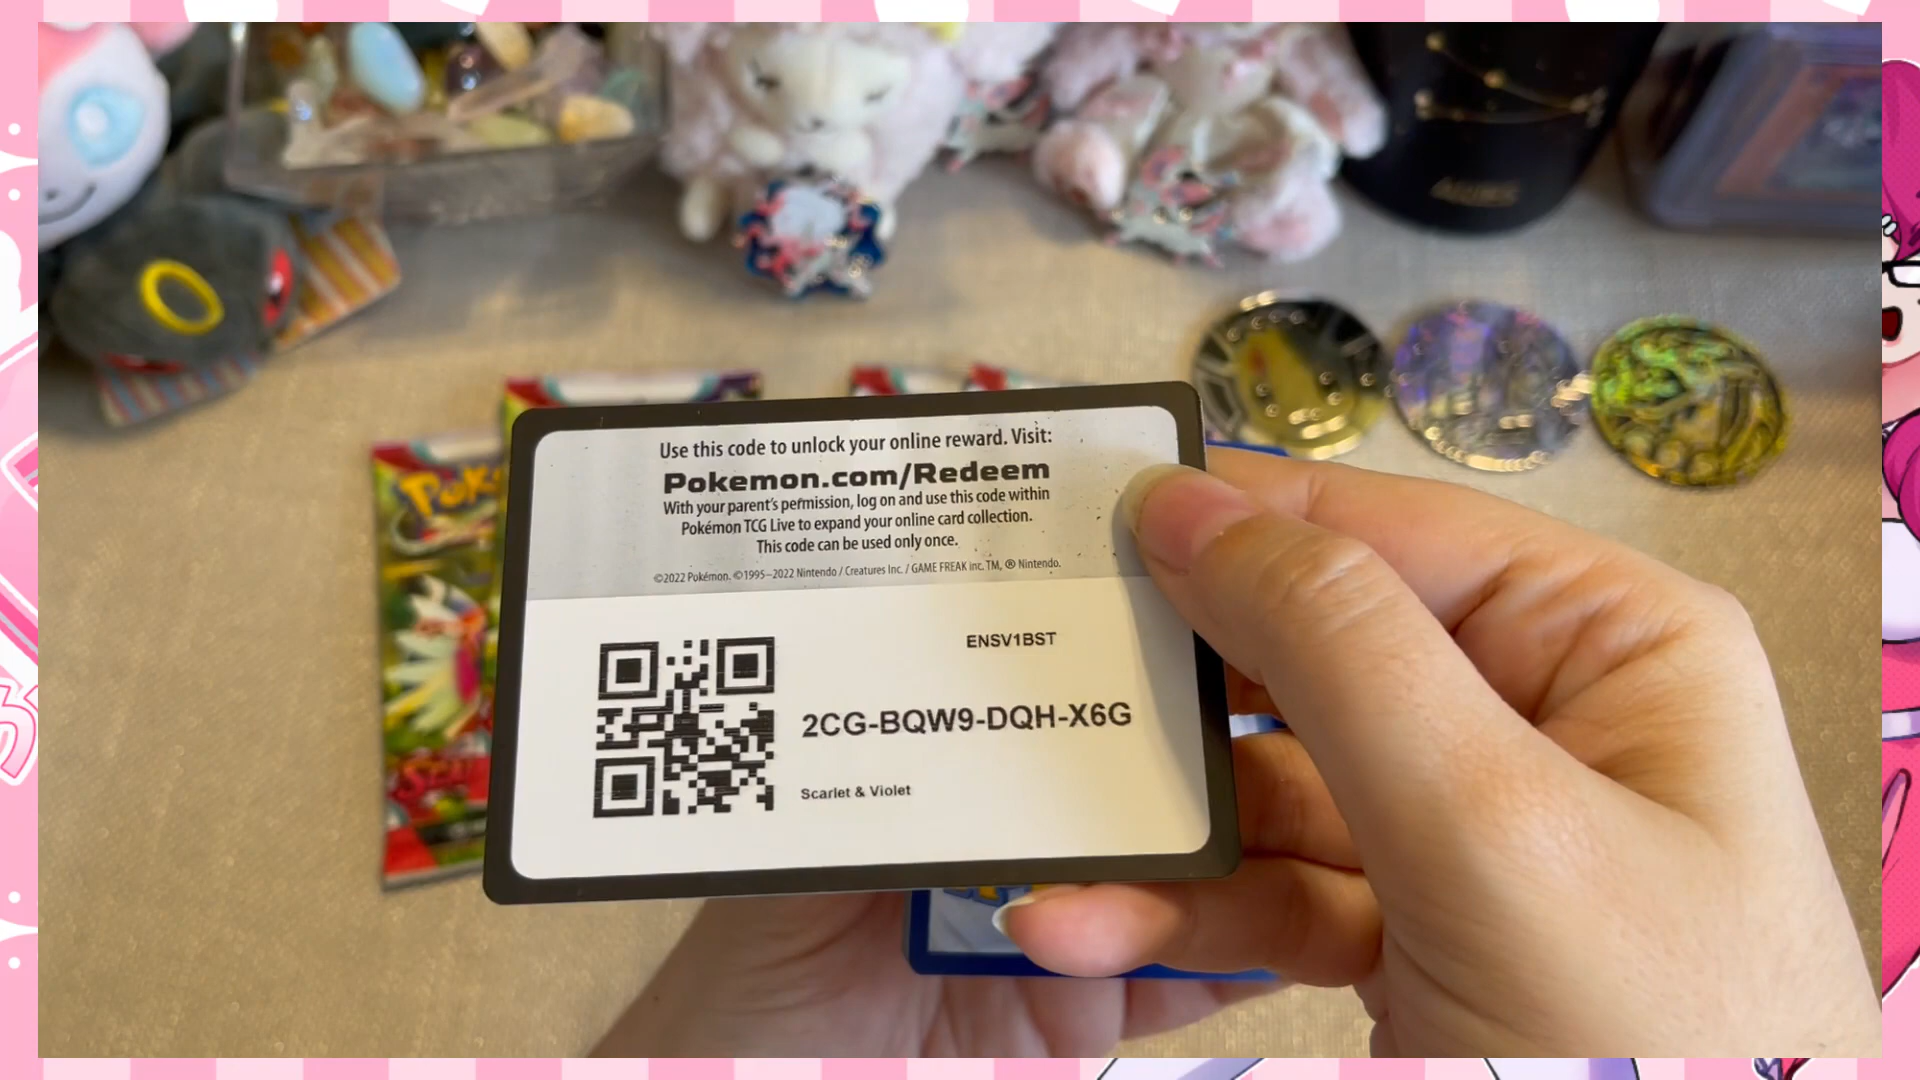 Use this code to unlock your online reward. Visit:
Pokemon.com/Redeem
With your parent's permission, log on and use this code within
Pokémon TCG Live to expand your online card collection.
This code can be used only once.
©2022 Pokémon. ©1995–2022 Nintendo / Creatures Inc. / GAME FREAK inc. TM, ® Nintendo.
ENSV1BST
2CG-BQW9-DQH-X6G
Scarlet & Violet
ARIES